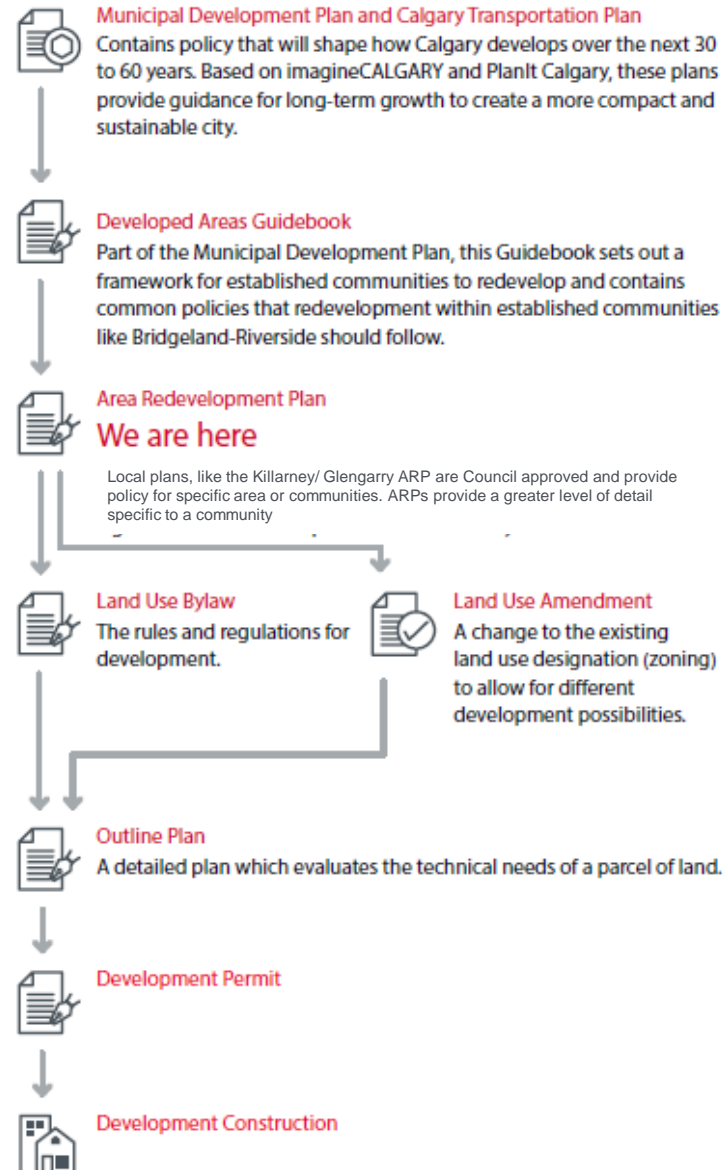 Municipal Development Plan and Calgary Transportation Plan
Contains policy that will shape how Calgary develops over the next 30
to 60 years. Based on imagineCALGARY and PlanIt Calgary, these plans
provide guidance for long-term growth to create a more compact and
sustainable city.
Developed Areas Guidebook
Part of the Municipal Development Plan, this Guidebook sets out a
framework for established communities to redevelop and contains
common policies that redevelopment within established communities
like Bridgeland-Riverside should follow.
Area Redevelopment Plan
We are here
Local plans, like the Killarney/ Glengarry ARP are Council approved and provide
policy for specific area or communities. ARPs provide a greater level of detail
specific to a community
Land Use Bylaw
The rules and regulations for
development.
Land Use Amendment
A change to the existing
land use designation (zoning)
to allow for different
development possibilities.
Outline Plan
A detailed plan which evaluates the technical needs of a parcel of land.
Development Permit
Development Construction